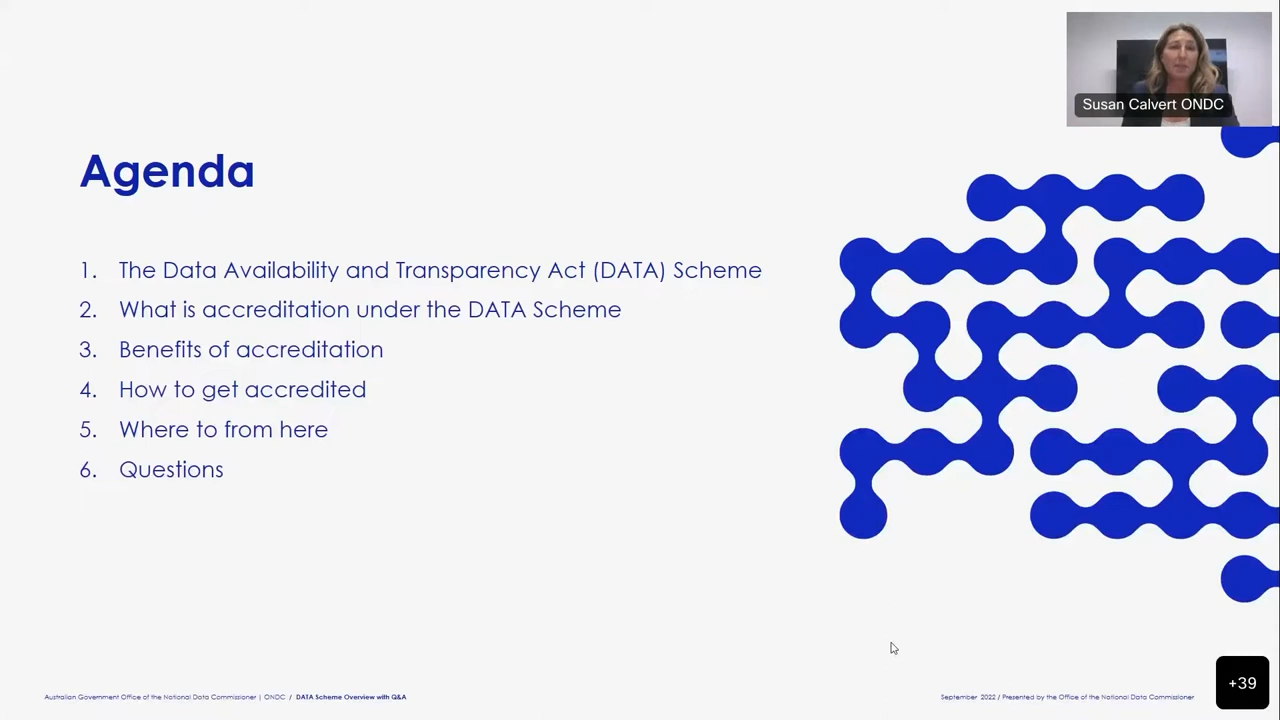 Susan Calvert ONDC
Agenda
1. The Data Availability and Transparency Act (DATA) Scheme
2. What is accreditation under the DATA Scheme
3. Benefits of accreditation
4. How to get accredited
5. Where to from here
6. Questions
Australian Government Office of the National Data Commissioner | ONDC / DATA Scheme Overview with Q&A
September 2022 / Presented by the Office of the National Data Commissioner
+39